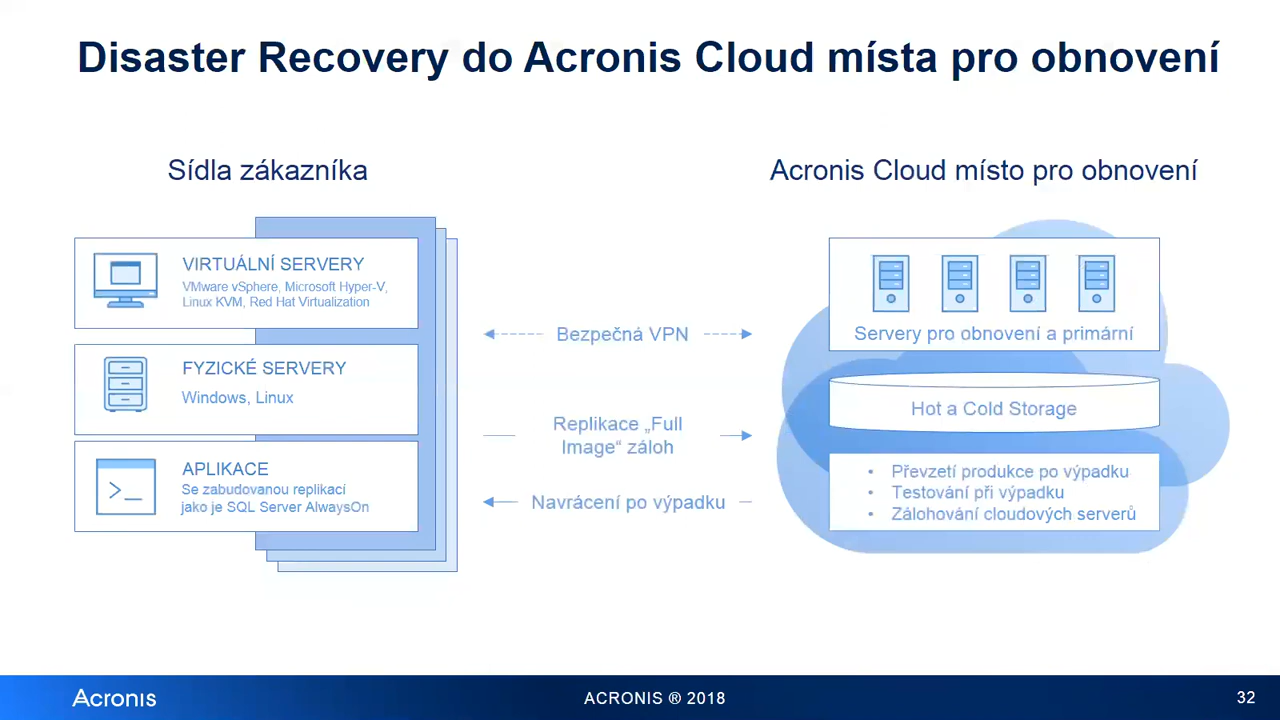 Disaster Recovery do Acronis Cloud místa pro obnovení
Sídla zákazníka
VIRTUÁLNÍ SERVERY
VMware vSphere, Microsoft Hyper-V,
Linux KVM, Red Hat Virtualization
FYZICKÉ SERVERY
Windows, Linux
APLIKACE
Se zabudovanou replikací
jako je SQL Server AlwaysOn
Bezpečná VPN
Replikace „Full
Image“ záloh
Navrácení po výpadku
Acronis Cloud místo pro obnovení
Servery pro obnovení a primární
Hot a Cold Storage
• Převzetí produkce po výpadku
• Testování při výpadku
• Zálohování cloudových serverů
Acronis
ACRONIS ® 2018
32